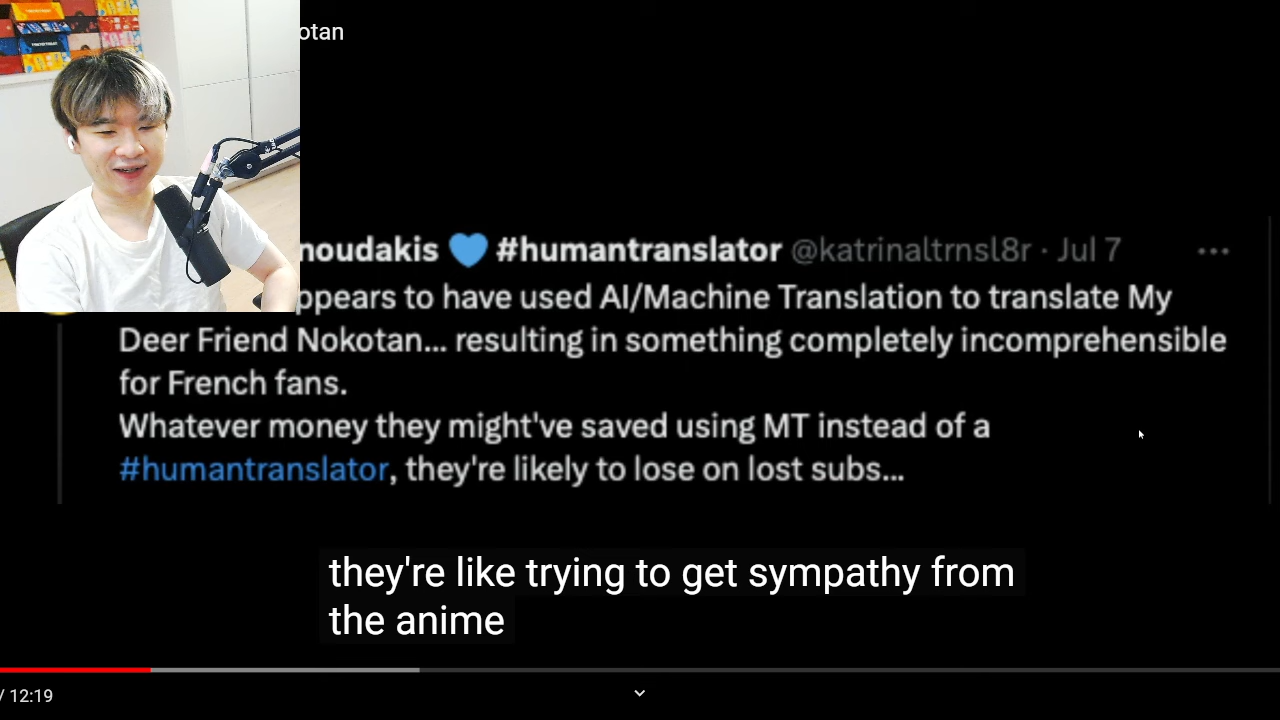 otan
noudakis 💙 #humantranslator @katrinaltrnsl8r · Jul 7 ···
ppears to have used AI/Machine Translation to translate My
Deer Friend Nokotan... resulting in something completely incomprehensible
for French fans.
Whatever money they might've saved using MT instead of a
#humantranslator, they're likely to lose on lost subs...
they're like trying to get sympathy from
the anime
/ 12:19